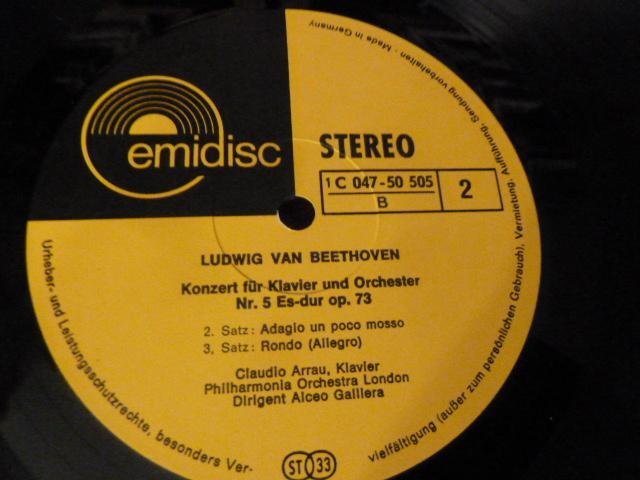 emidisc
STEREO
1 C 047-50 505
B
2
LUDWIG VAN BEETHOVEN
Konzert für Klavier und Orchester
Nr. 5 Es-dur op. 73
2. Satz: Adagio un poco mosso
3, Satz: Rondo (Allegro)
Claudio Arrau, Klavier
Philharmonia Orchestra London
Dirigent Alceo Galliera
ST 33
Urheber- und Leistungsschutzrechte, besonders Ver-
vielfältigung (außer zum persönlichen Gebrauch), Vermietung, Aufführung, Sendung vorbehalten - Made in Germany